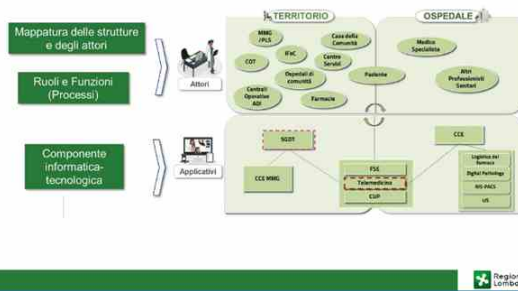 Mappatura delle strutture
e degli attori
Ruoli e Funzioni
(Processi)
Componente
informatica-
tecnologica
Attori
Applicativi
TERRITORIO
MMG
/PLS
Casa della
Comunità
COT
IFeC
Centro
Servizi
Ospedali di
comunità
Centrali
Operative
ADI
Farmacie
Paziente
OSPEDALE
Medico
Specialista
Altri
Professionisti
Sanitari
SGDT
CCE MMG
FSE
Telemedicina
CUP
CCE
Logistica del
farmaco
Digital Pathology
RIS-PACS
LIS
Region
Lomba